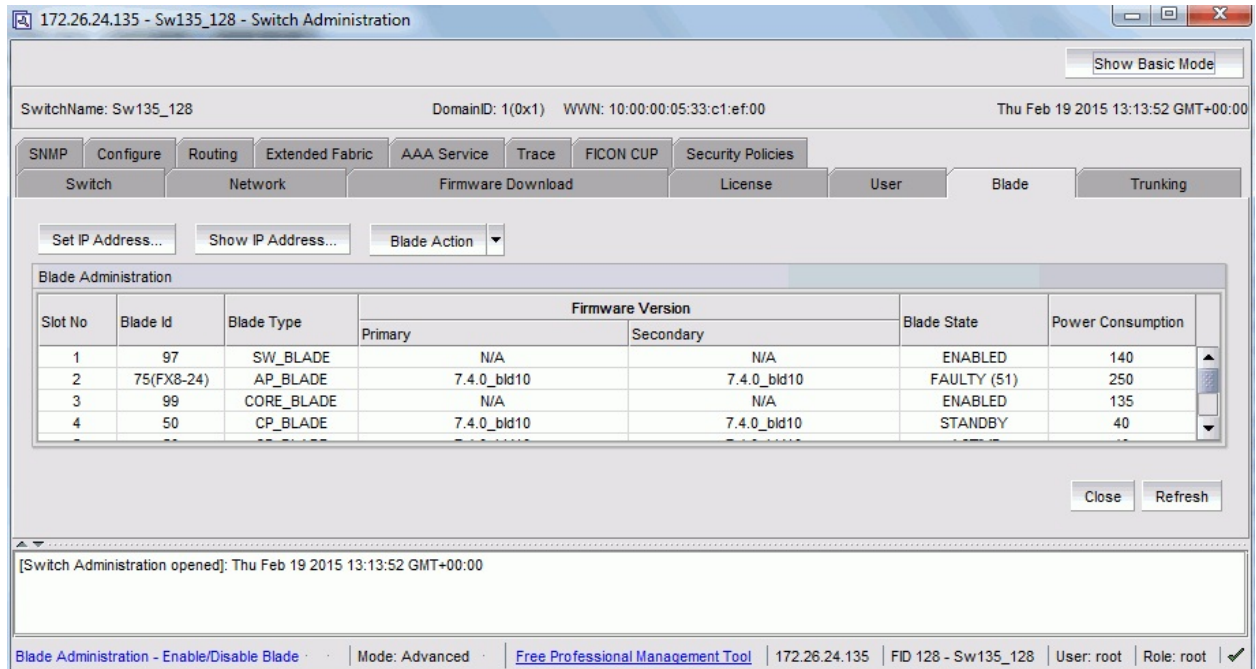 172.26.24.135 - Sw135_128 - Switch Administration
Show Basic Mode
SwitchName: Sw135_128 DomainID: 1(0x1) WWN: 10:00:00:05:33:c1:ef:00 Thu Feb 19 2015 13:13:52 GMT+00:00
SNMP Configure Routing Extended Fabric AAA Service Trace FICON CUP Security Policies
Switch Network Firmware Download License User Blade Trunking
Set IP Address... Show IP Address... Blade Action
Blade Administration
Slot No Blade Id Blade Type Firmware Version Blade State Power Consumption
Primary Secondary
1 97 SW_BLADE N/A N/A ENABLED 140
2 75(FX8-24) AP_BLADE 7.4.0_bld10 7.4.0_bld10 FAULTY (51) 250
3 99 CORE_BLADE N/A N/A ENABLED 135
4 50 CP_BLADE 7.4.0_bld10 7.4.0_bld10 STANDBY 40
Close Refresh
[Switch Administration opened]: Thu Feb 19 2015 13:13:52 GMT+00:00
Blade Administration - Enable/Disable Blade Mode: Advanced Free Professional Management Tool 172.26.24.135 FID 128 - Sw135_128 User: root Role: root